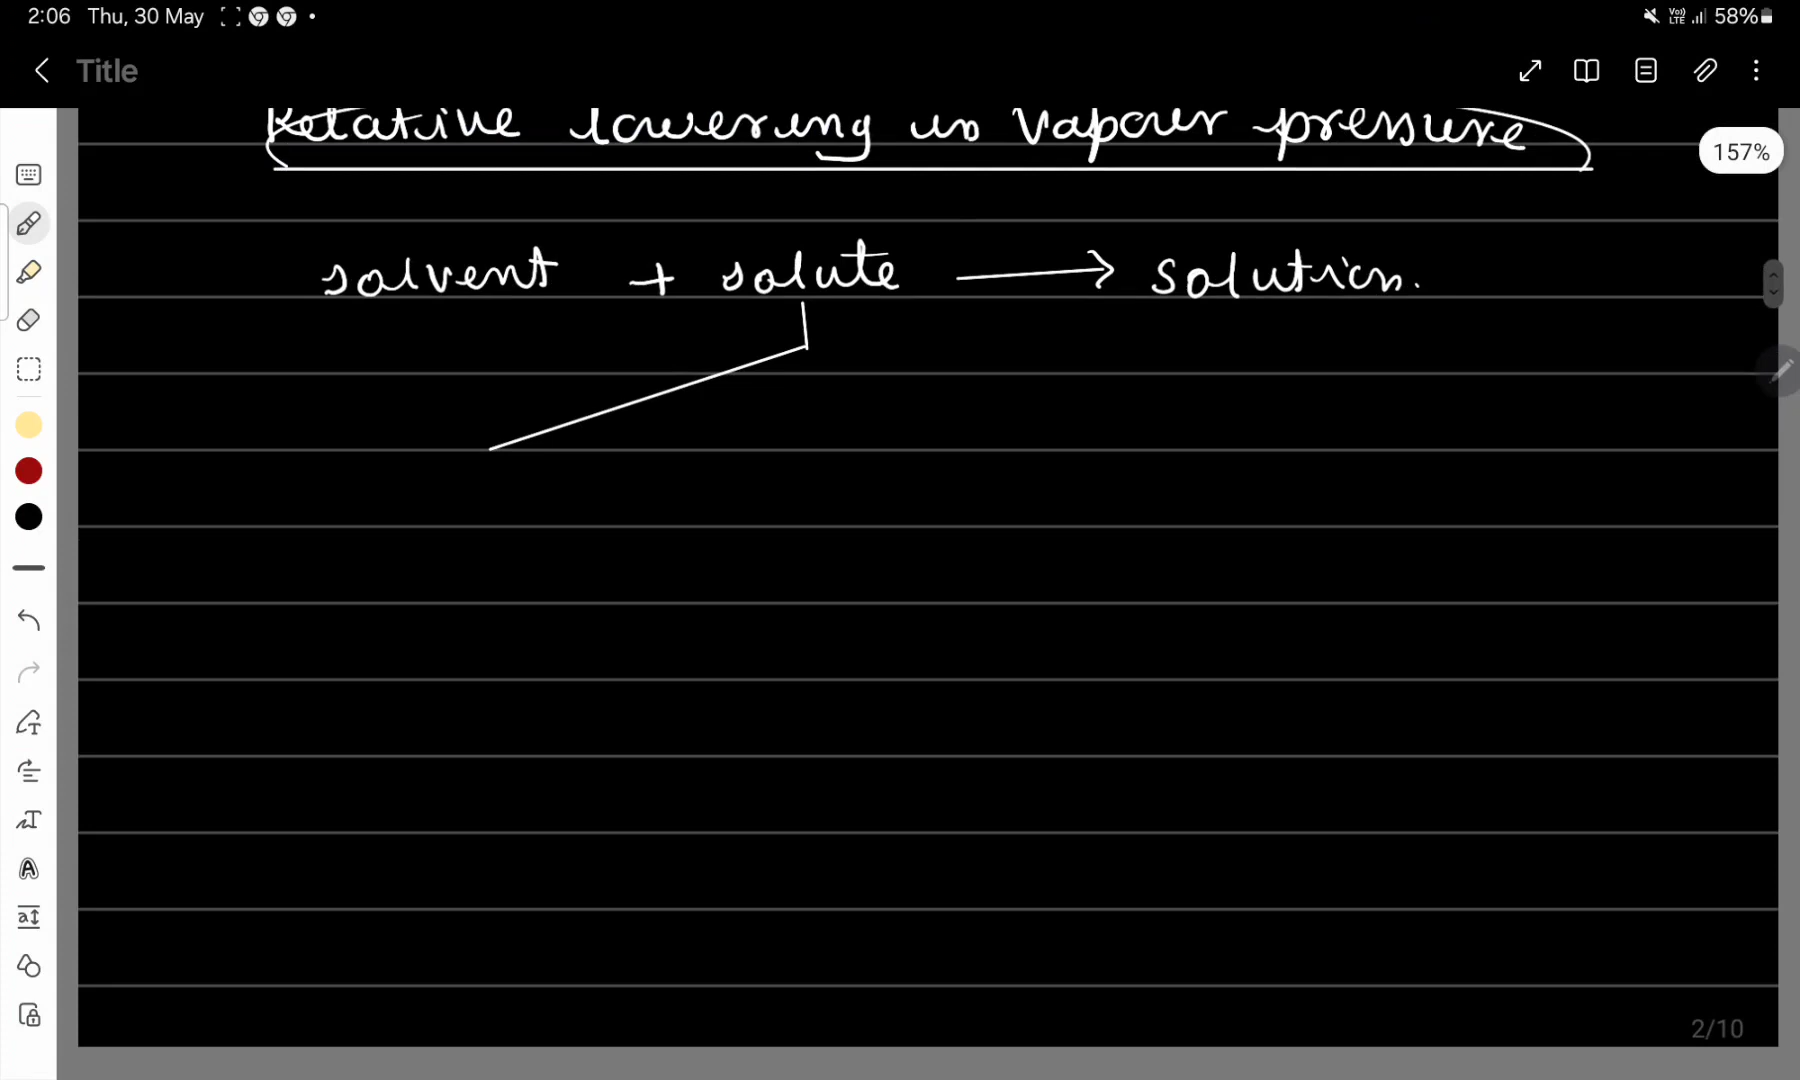 2:06 Thu, 30 May 58%
Title
157%
Relative lowering in Vapour pressure
solvent + solute → solution.
2/10